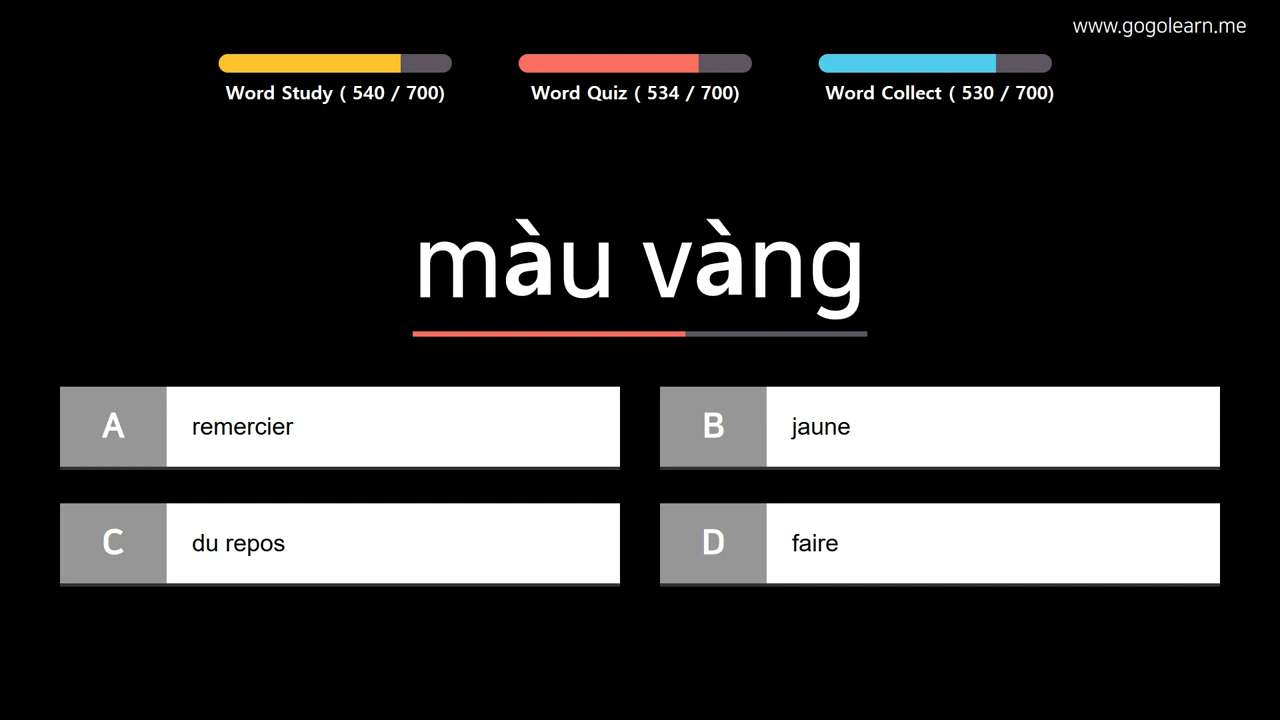 www.gogolearn.me
Word Study ( 540 / 700)
Word Quiz ( 534 / 700)
Word Collect ( 530 / 700)
màu vàng
A
remercier
B
jaune
C
du repos
D
faire